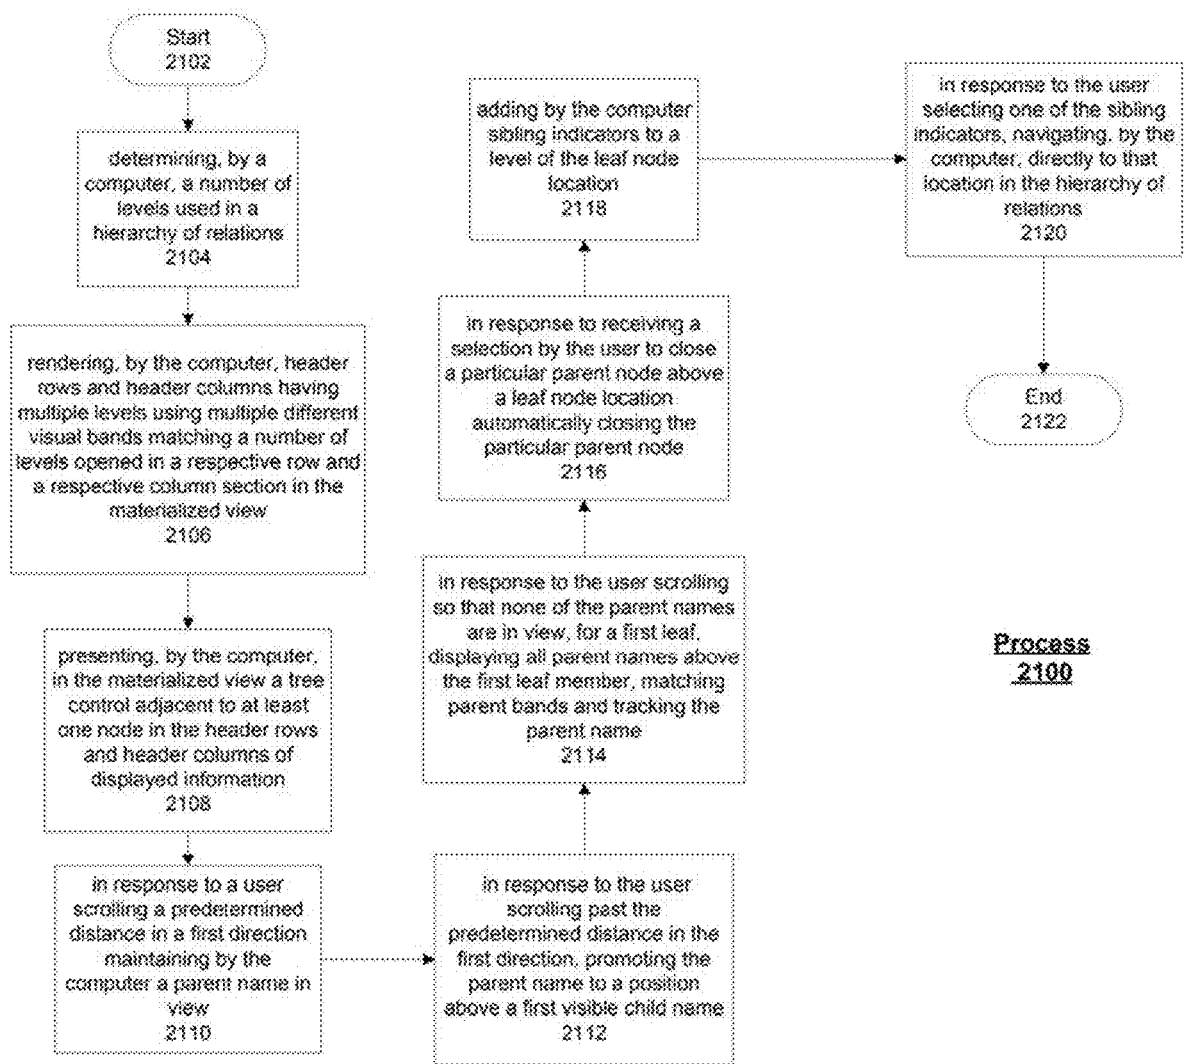 Start
2102
determining, by a
computer, a number of
levels used in a
hierarchy of relations
2104
rendering, by the computer, header
rows and header columns having
multiple levels using multiple different
visual bands matching a number of
levels opened in a respective row and
a respective column section in the
materialized view
2106
presenting, by the computer,
in the materialized view a tree
control adjacent to at least
one node in the header rows
and header columns of
displayed information
2108
in response to a user
scrolling a predetermined
distance in a first direction
maintaining by the
computer a parent name in
view
2110
in response to the user
scrolling past the
predetermined distance in the
first direction, promoting the
parent name to a position
above a first visible child name
2112
in response to the user scrolling
so that none of the parent names
are in view, for a first leaf,
displaying all parent names above
the first leaf member, matching
parent bands and tracking the
parent name
2114
in response to receiving a
selection by the user to close
a particular parent node above
a leaf node location
automatically closing the
particular parent node
2116
adding by the computer
sibling indicators to a
level of the leaf node
location
2118
in response to the user
selecting one of the sibling
indicators, navigating, by the
computer, directly to that
location in the hierarchy of
relations
2120
End
2122
Process
2100